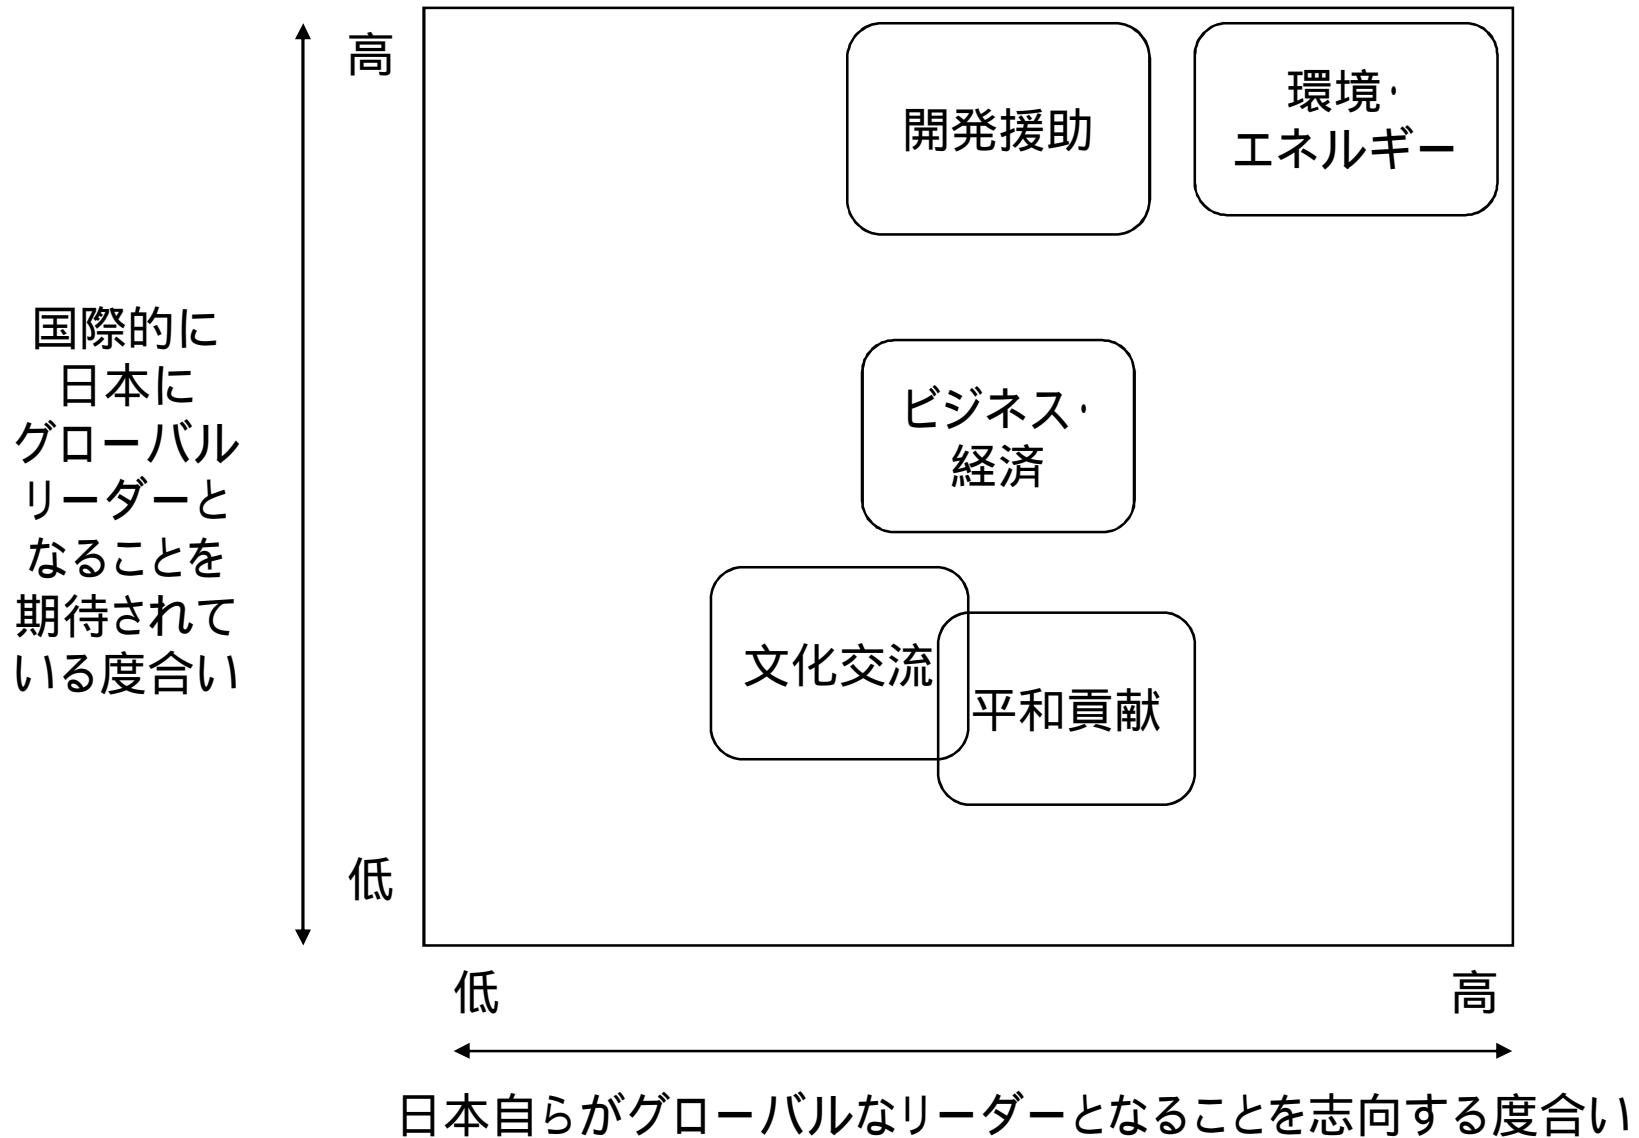 高
開発援助
環境・
エネルギー
国際的に
日本に
グローバル
リーダーと
なることを
期待されて
いる度合い
ビジネス・
経済
文化交流
平和貢献
低
低
高
日本自らがグローバルなリーダーとなることを志向する度合い